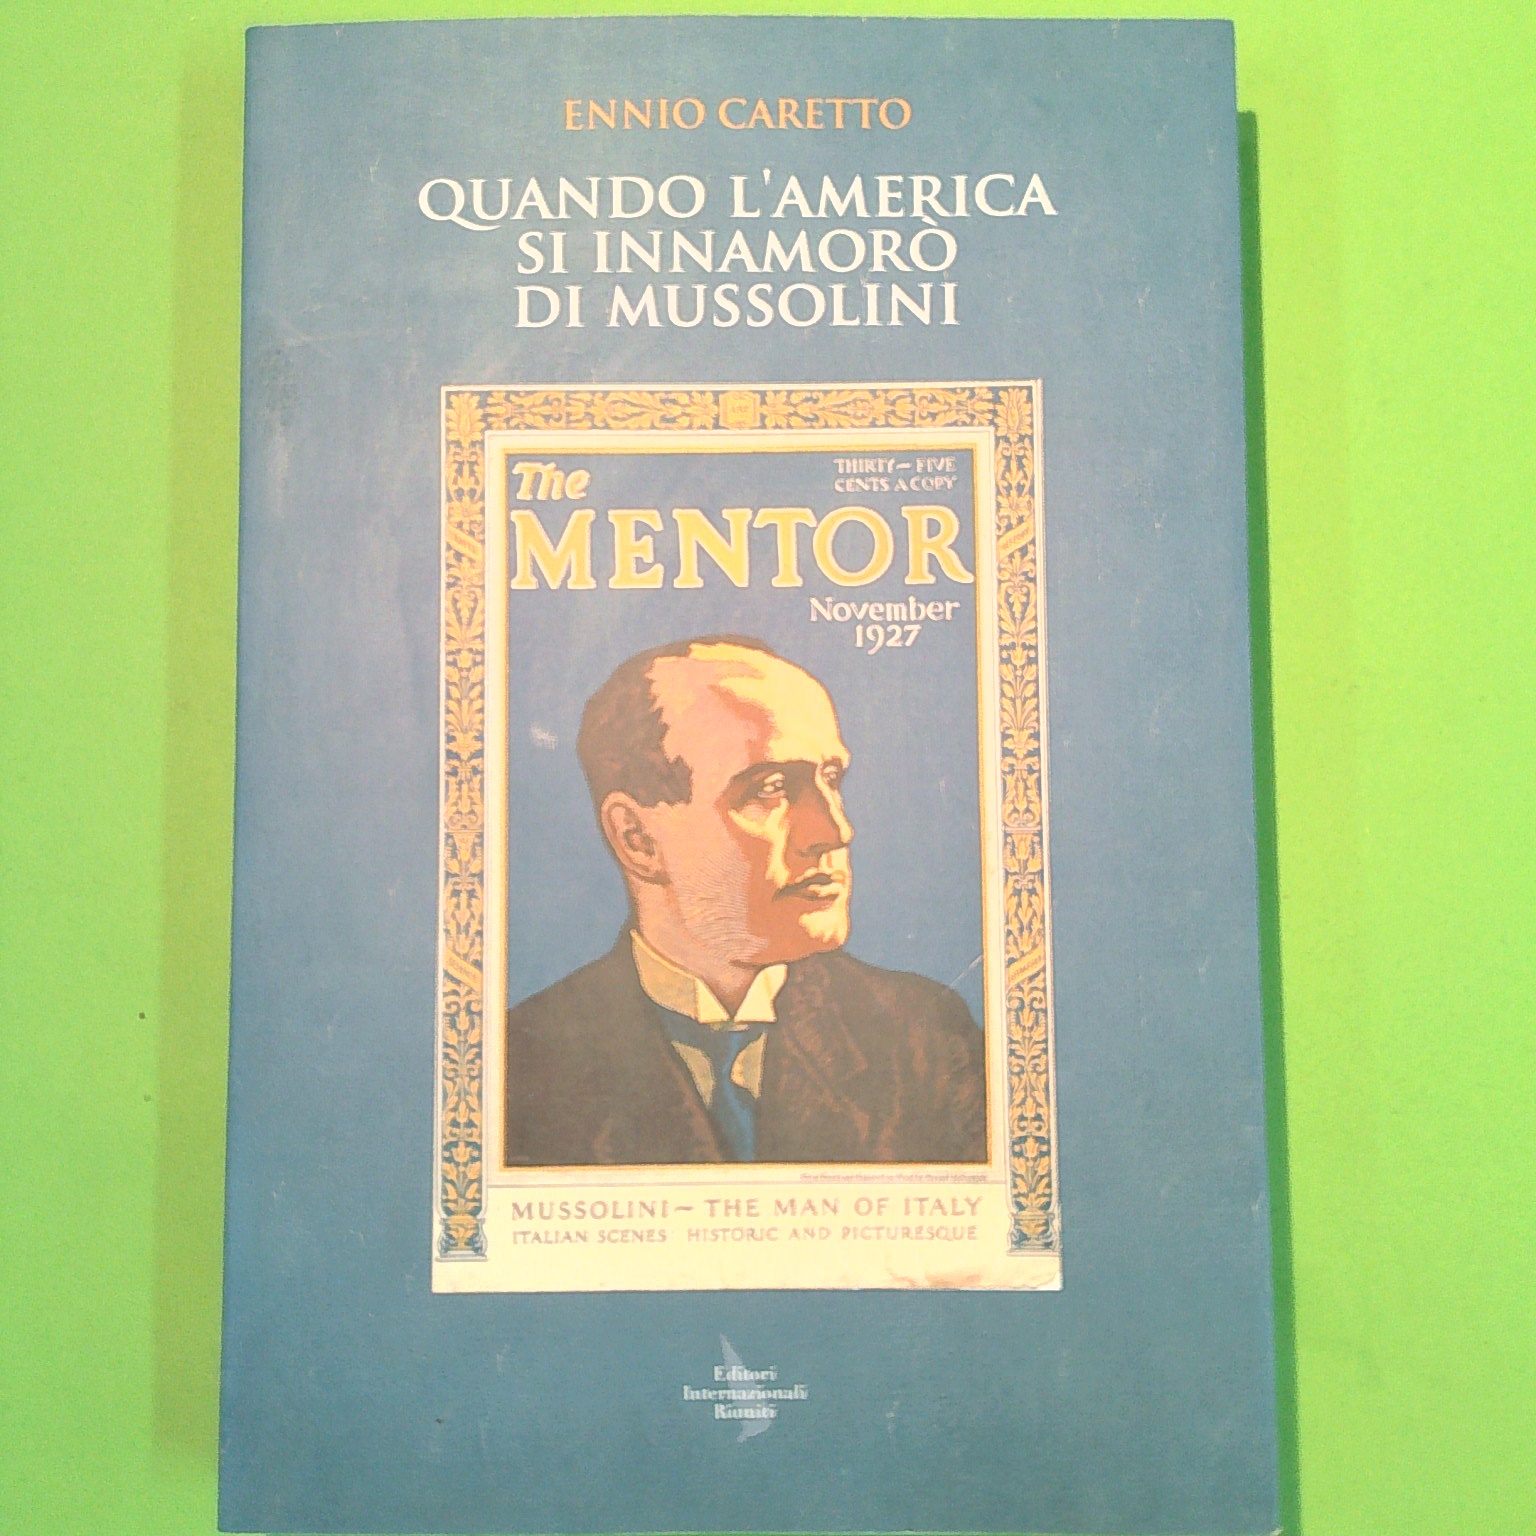 ENNIO CARETTO
QUANDO L'AMERICA
SI INNAMORÒ
DI MUSSOLINI
The
THIRTY-FIVE
CENTS A COPY
MENTOR
November
1927
MUSSOLINI~THE MAN OF ITALY
ITALIAN SCENES HISTORIC AND PICTURESQUE
Editori
Internazionali
Riuniti